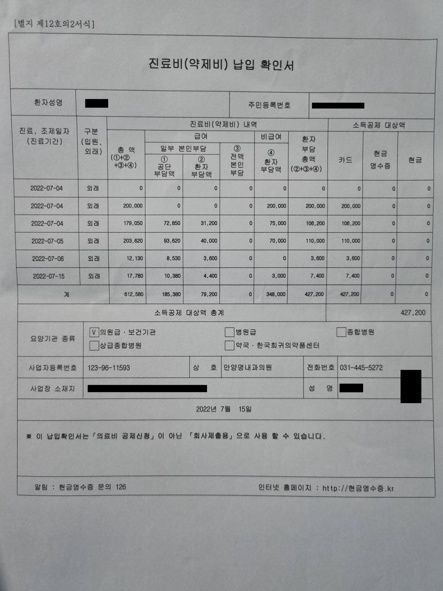 [별지 제12호의2서식]
진료비(약제비) 납입 확인서
환자성명 주민등록번호
진료, 조제일자 (진료기간) 구분 (입원, 외래) 진료비(약제비) 내역 소득공제 대상액
총 액 (①+②+③+④) 급여 비급여 환자 부담 총액 (②+③+④) 카드 현금 영수증 현금
일부 본인부담 ③ 전액 본인 부담 ④ 환자 부담액
① 공단 부담액 ② 환자 부담액
2022-07-04 외래 0 0 0 0 0 0 0 0 0
2022-07-04 외래 200,000 0 0 0 200,000 200,000 200,000 0 0
2022-07-04 외래 179,050 72,850 31,200 0 75,000 106,200 106,200 0 0
2022-07-05 외래 203,620 93,620 40,000 0 70,000 110,000 110,000 0 0
2022-07-06 외래 12,130 8,530 3,600 0 0 3,600 3,600 0 0
2022-07-15 외래 17,780 10,380 4,400 0 3,000 7,400 7,400 0 0
계 612,580 185,380 79,200 0 348,000 427,200 427,200 0 0
소득공제 대상액 총계 427,200
요양기관 종류 V 의원급·보건기관 병원급 종합병원
상급종합병원 약국·한국희귀의약품센터
사업자등록번호 123-96-11593 상 호 안양명내과의원 전화번호 031-445-5272
사업장 소재지 성 명
2022년 7월 15일
※ 이 납입확인서는「의료비 공제신청」이 아닌 「회사제출용」으로 사용 할 수 있습니다.
알림 : 현금영수증 문의 126 인터넷 홈페이지 : http://현금영수증.kr